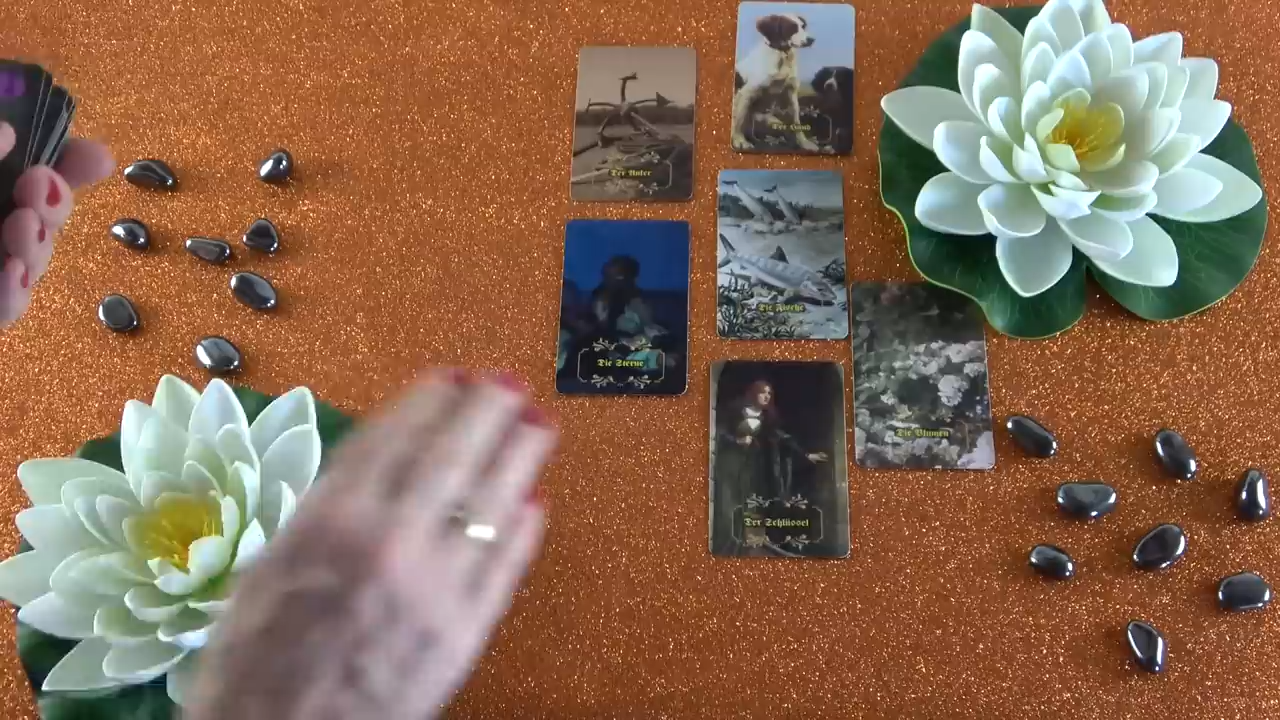 Der Hund
Der Anker
Die Fische
Die Sterne
Die Blumen
Der Schlüssel